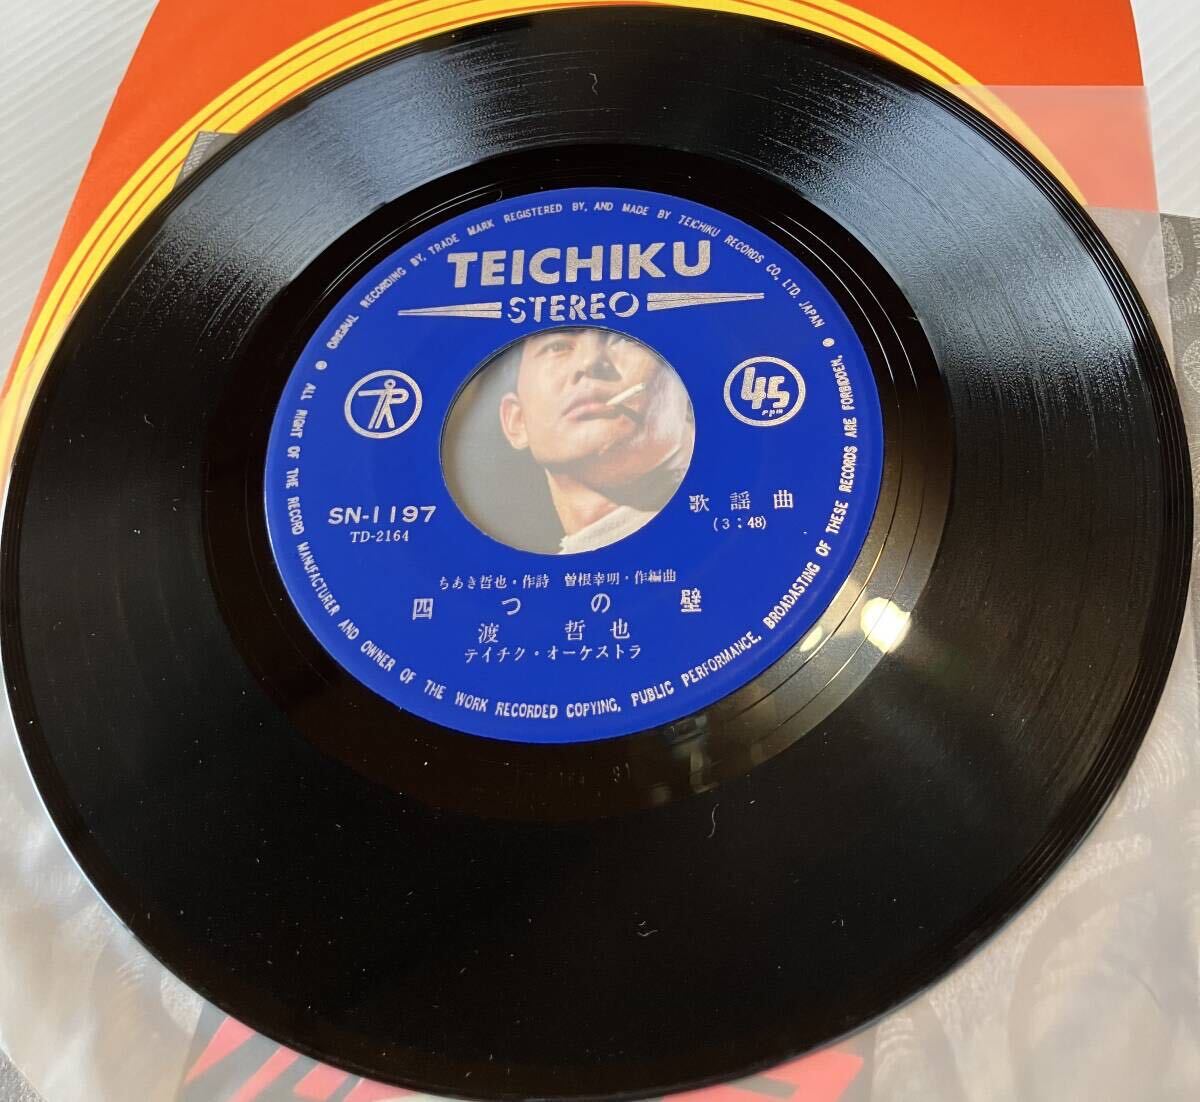 ORIGINAL RECORDING BY, TRADE MARK REGISTERED BY, AND MADE BY TEICHIKU RECORDS CO., LTD. JAPAN
TEICHIKU
STEREO
45
rpm
SN-1197
TD-2164
歌謡曲
(3:48)
ちあき哲也・作詩 曽根幸明・作編曲
四つの壁
渡 哲也
テイチク・オーケストラ
ALL RIGHT OF THE RECORD MANUFACTURER AND OWNER OF THE WORK RECORDED COPYING, PUBLIC PERFORMANCE, BROADASTING OF THESE RECORDS ARE FORBIDDEN.